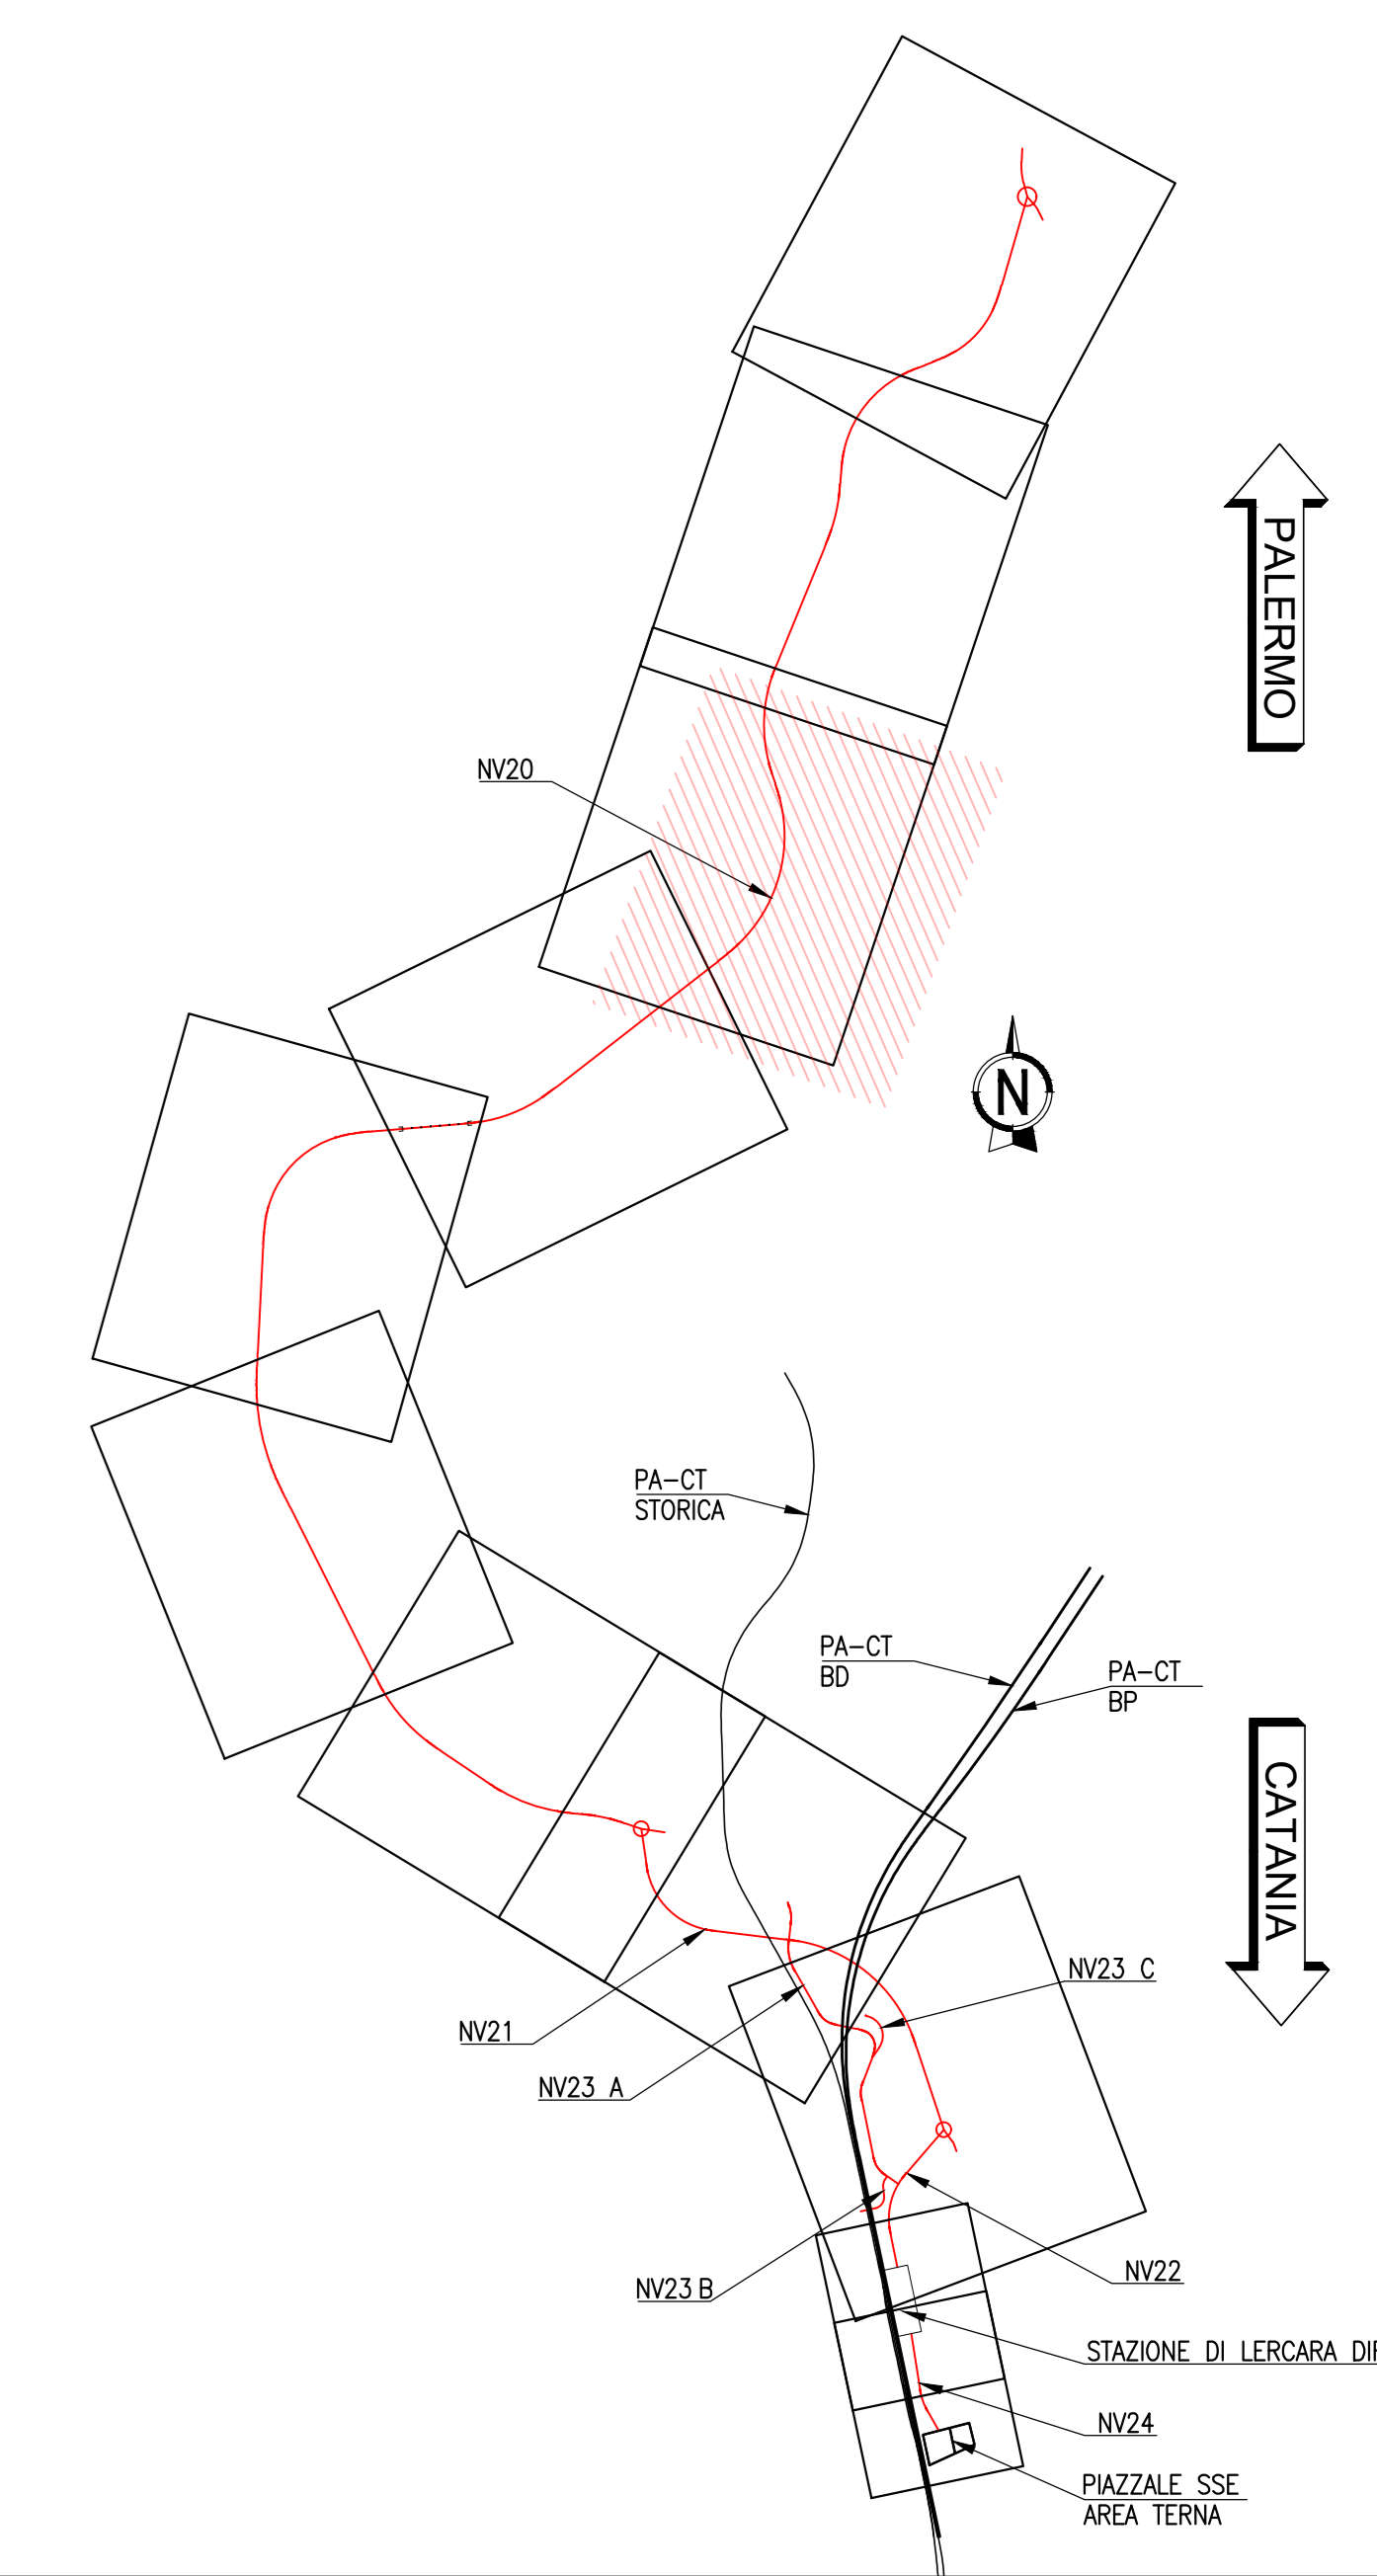 PALERMO
NV20
N
PA-CT
STORICA
PA-CT
BD
PA-CT
BP
CATANIA
NV23 C
NV21
NV23 A
NV22
NV23 B
STAZIONE DI LERCARA
NV24
PIAZZALE SSE
AREA TERNA